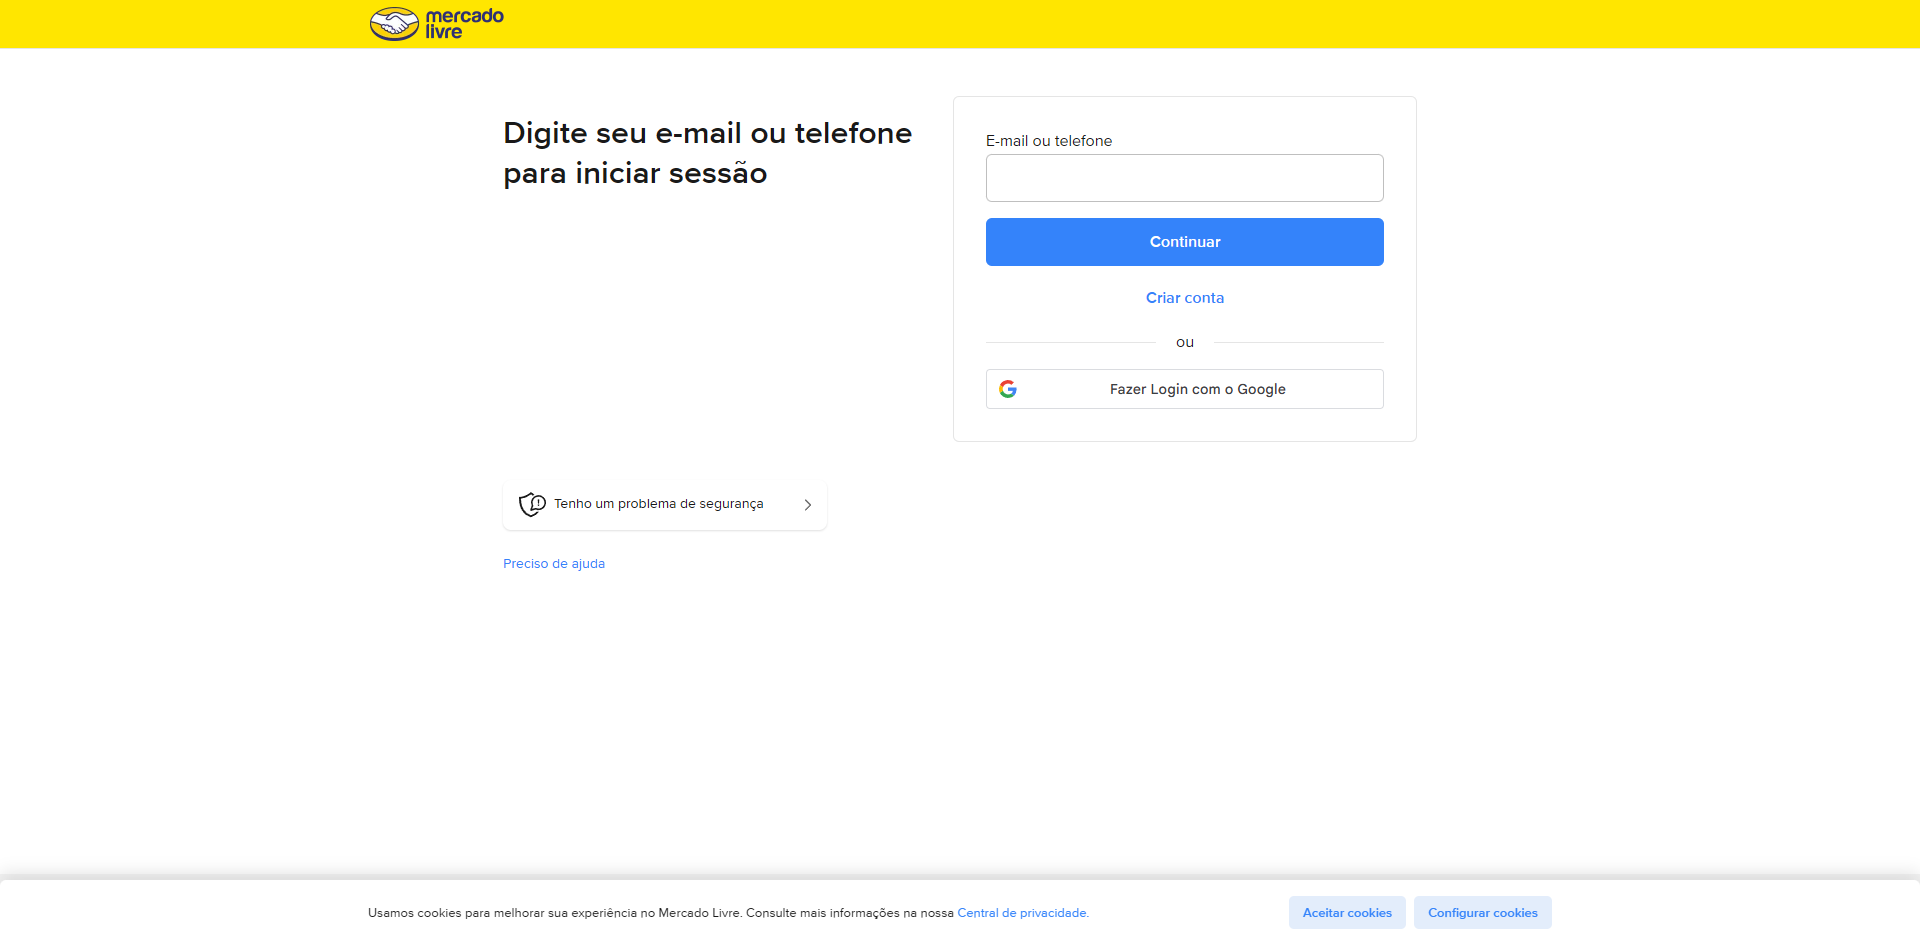 mercado
livre
Digite seu e-mail ou telefone
para iniciar sessão
E-mail ou telefone
Continuar
Criar conta
ou
Fazer Login com o Google
Tenho um problema de segurança
Preciso de ajuda
Usamos cookies para melhorar sua experiência no Mercado Livre. Consulte mais informações na nossa Central de privacidade.
Aceitar cookies
Configurar cookies